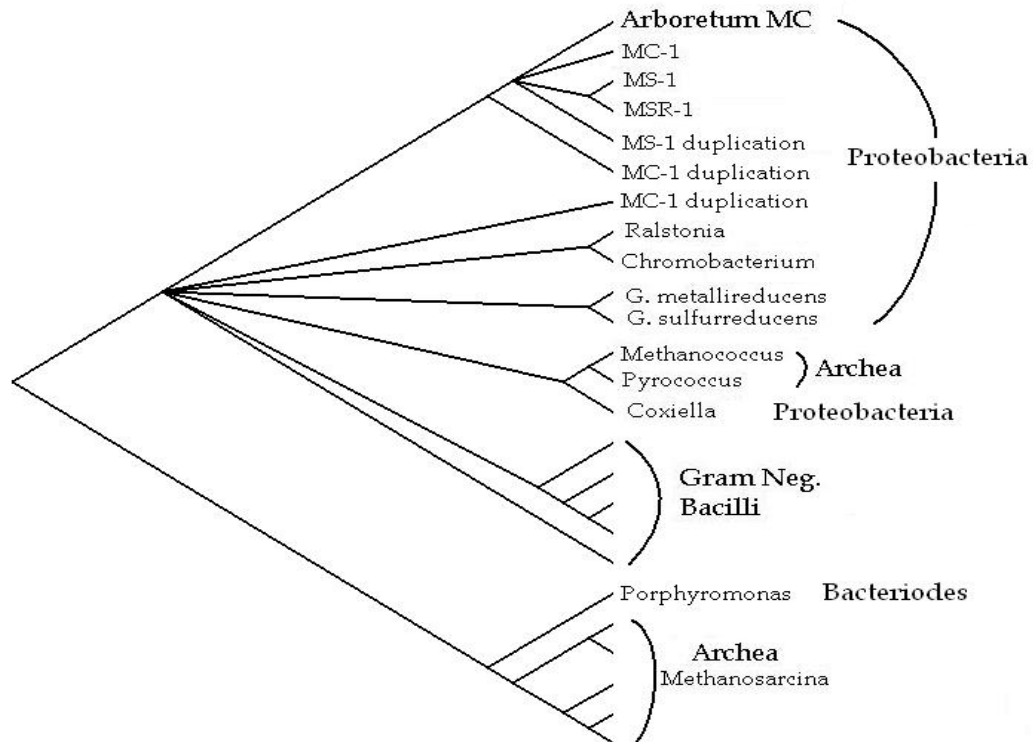 Arboretum MC
MC-1
MS-1
MSR-1
MS-1 duplication
Proteobacteria
MC-1 duplication
MC-1 duplication
Ralstonia
Chromobacterium
G. metallireducens
G. sulfurreducens
Methanococcus
Archea
Pyrococcus
Coxiella Proteobacteria
Gram Neg.
Bacilli
Porphyromonas Bacteriodes
Archea
Methanosarcina